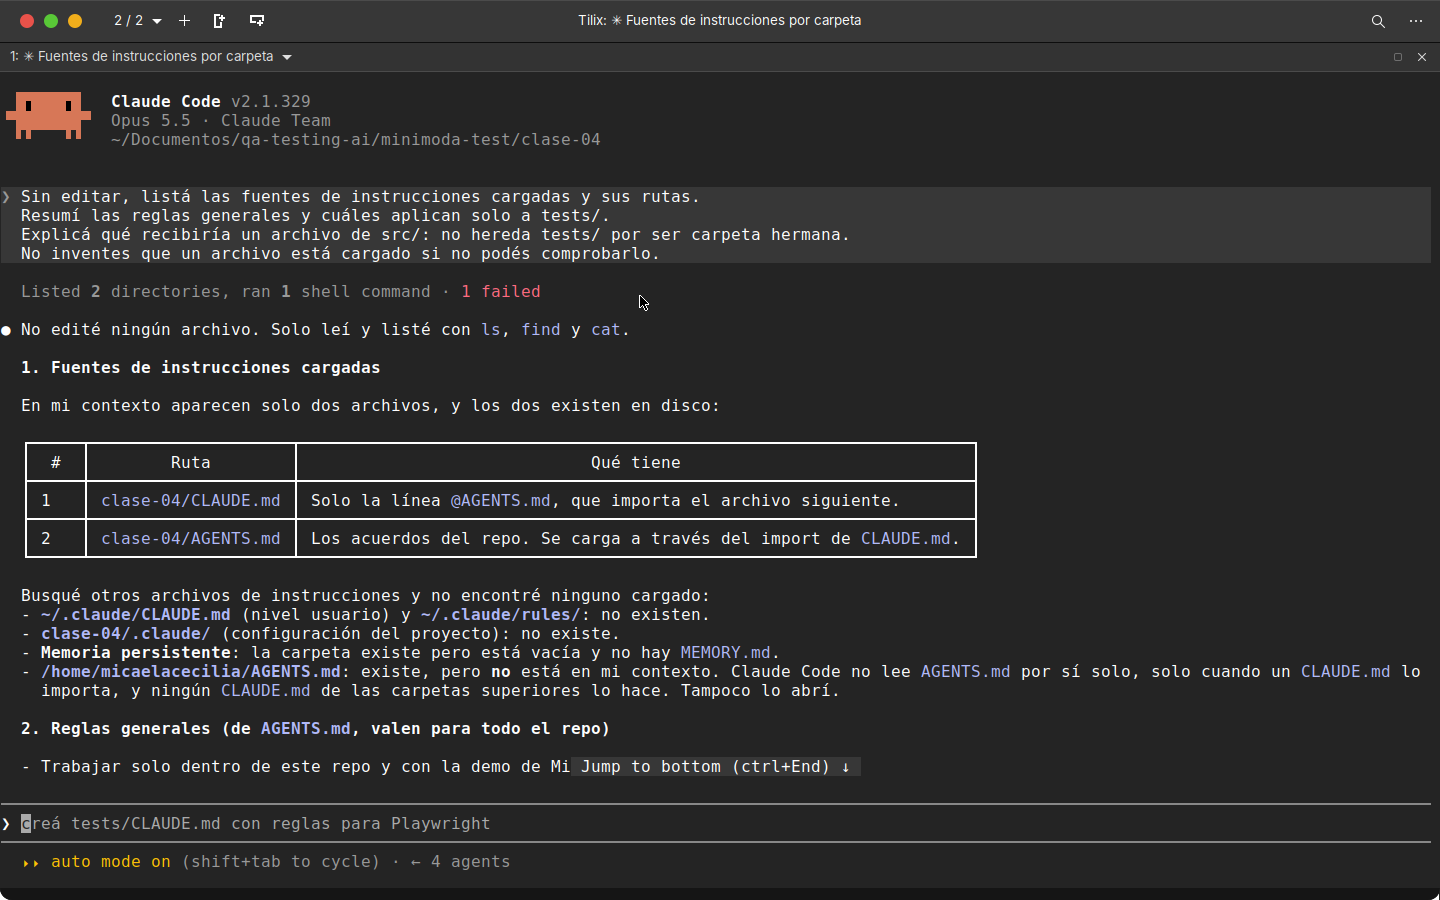 2 / 2
Tilix: ✳ Fuentes de instrucciones por carpeta
1: ✳ Fuentes de instrucciones por carpeta
Claude Code v2.1.329
Opus 5.5 · Claude Team
~/Documentos/qa-testing-ai/minimoda-test/clase-04
❯ Sin editar, listá las fuentes de instrucciones cargadas y sus rutas.
Resumí las reglas generales y cuáles aplican solo a tests/.
Explicá qué recibiría un archivo de src/: no hereda tests/ por ser carpeta hermana.
No inventes que un archivo está cargado si no podés comprobarlo.
Listed 2 directories, ran 1 shell command · 1 failed
● No edité ningún archivo. Solo leí y listé con ls, find y cat.
1. Fuentes de instrucciones cargadas
En mi contexto aparecen solo dos archivos, y los dos existen en disco:
# Ruta Qué tiene
1 clase-04/CLAUDE.md Solo la línea @AGENTS.md, que importa el archivo siguiente.
2 clase-04/AGENTS.md Los acuerdos del repo. Se carga a través del import de CLAUDE.md.
Busqué otros archivos de instrucciones y no encontré ninguno cargado:
- ~/.claude/CLAUDE.md (nivel usuario) y ~/.claude/rules/: no existen.
- clase-04/.claude/ (configuración del proyecto): no existe.
- Memoria persistente: la carpeta existe pero está vacía y no hay MEMORY.md.
- /home/micaelacecilia/AGENTS.md: existe, pero no está en mi contexto. Claude Code no lee AGENTS.md por sí solo, solo cuando un CLAUDE.md lo
importa, y ningún CLAUDE.md de las carpetas superiores lo hace. Tampoco lo abrí.
2. Reglas generales (de AGENTS.md, valen para todo el repo)
- Trabajar solo dentro de este repo y con la demo de Mi Jump to bottom (ctrl+End) ↓
❯ creá tests/CLAUDE.md con reglas para Playwright
⏵⏵ auto mode on (shift+tab to cycle) · ← 4 agents